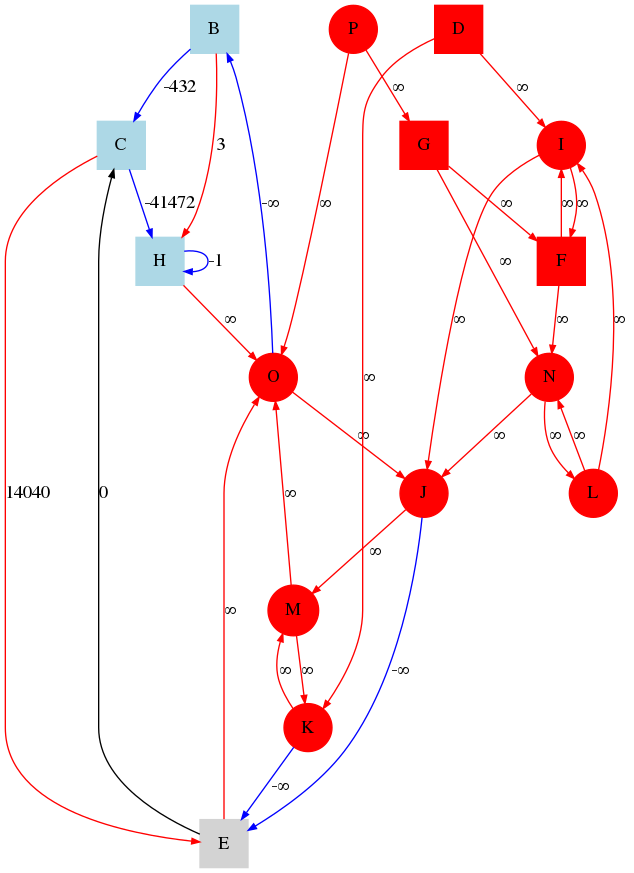 B P D
-432 ∞ ∞
C 3 G I
-41472 -∞ ∞ ∞ ∞ ∞
H -1 ∞ F
∞ ∞ ∞ ∞
O ∞ N
∞ ∞ ∞ ∞
14040 0 ∞ J L
∞ ∞
M
∞ ∞ -∞
K
-∞
E